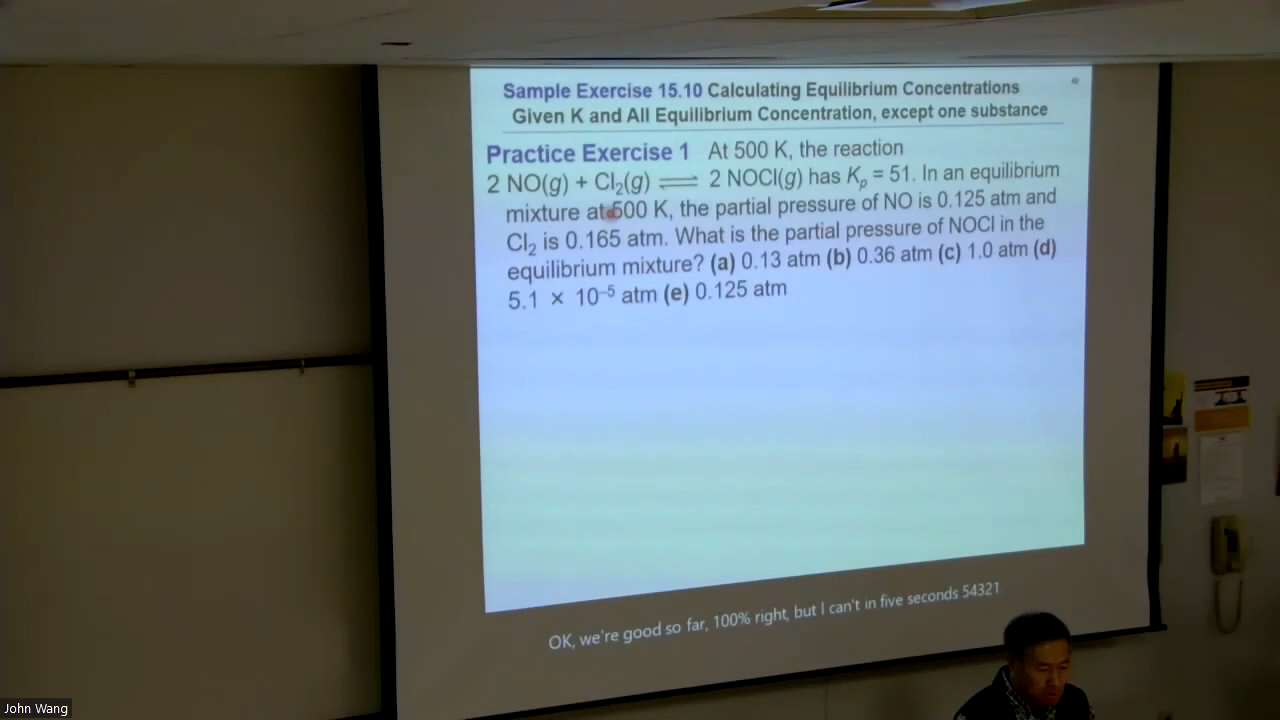 Sample Exercise 15.10 Calculating Equilibrium Concentrations
Given K and All Equilibrium Concentration, except one substance
Practice Exercise 1 At 500 K, the reaction
2 NO(g) + Cl₂(g) ⇌ 2 NOCl(g) has Kₚ = 51. In an equilibrium
mixture at 500 K, the partial pressure of NO is 0.125 atm and
Cl₂ is 0.165 atm. What is the partial pressure of NOCl in the
equilibrium mixture? (a) 0.13 atm (b) 0.36 atm (c) 1.0 atm (d)
5.1 × 10⁻⁵ atm (e) 0.125 atm
OK, we're good so far, 100% right, but I can't in five seconds 54321
John Wang